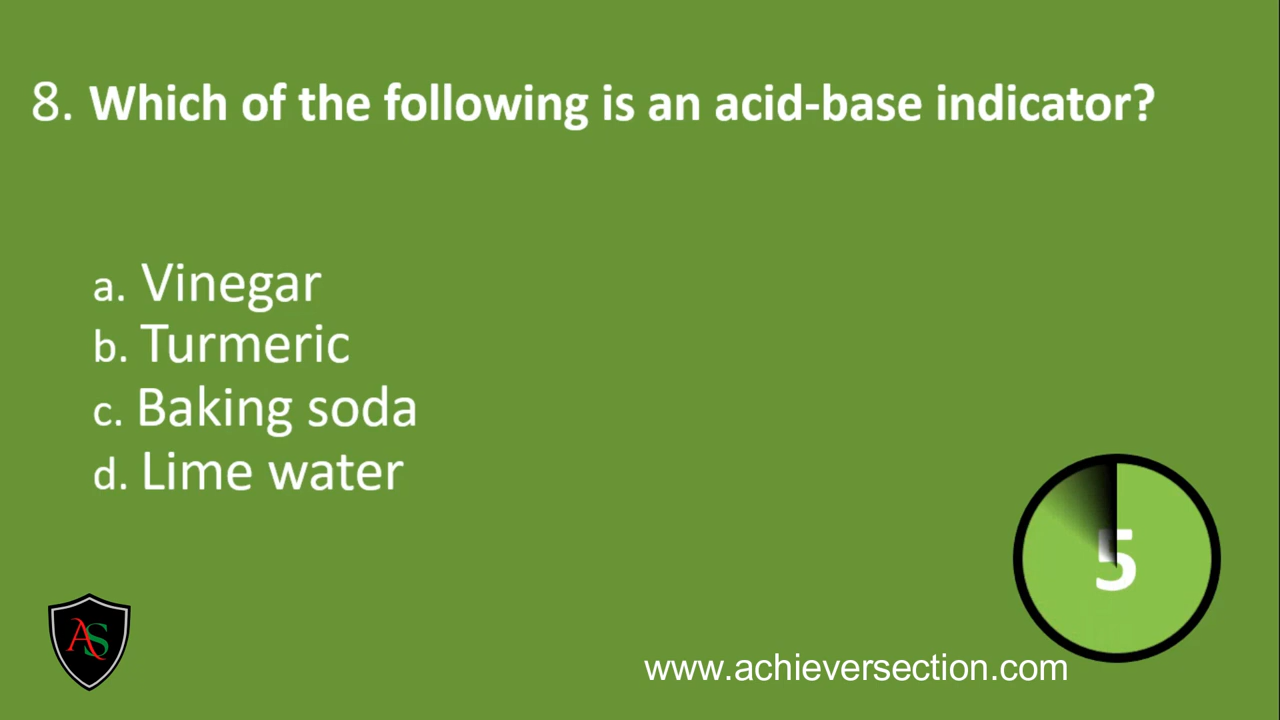 8. Which of the following is an acid-base indicator?
a. Vinegar
b. Turmeric
c. Baking soda
d. Lime water
5
AS
www.achieversection.com